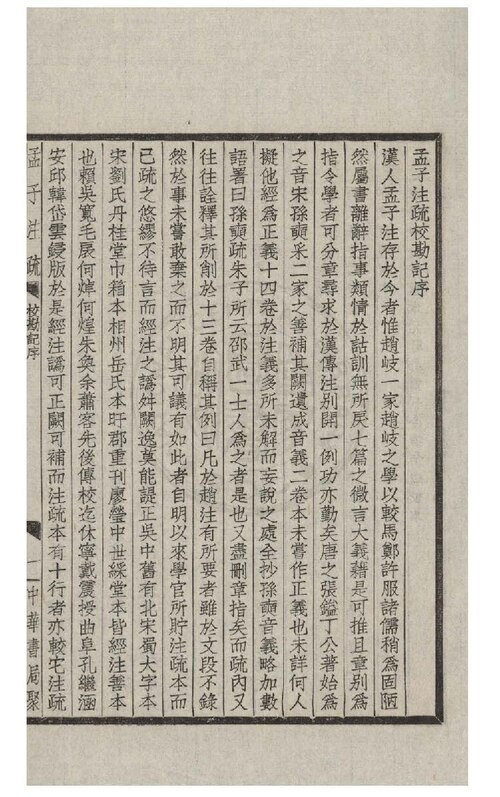 孟子注疏校勘記序
漢人孟子注存於今者惟趙岐一家趙岐之學以較馬鄭許服諸儒稍爲固陋
然屬書離辭指事類情於詁訓無所戾七篇之微言大義藉是可推且章別爲
指令學者可分章尋求於漢傳注別開一例功亦勤矣唐之張鎰丁公著始爲
之音宋孫奭采二家之善補其闕遺成音義二卷本未嘗作正義也未詳何人
擬他經爲正義十四卷於注義多所未解而妄說之處全抄孫奭音義略加數
語署曰孫奭疏朱子所云邵武一士人爲之者是也又盡刪章指矣而疏內又
往往詮釋其所削於十三卷自稱其例曰凡於趙注有所要者雖於文段不錄
然於事未嘗敢棄之而不明其可議有如此者自明以來學官所貯注疏本而
已疏之悠繆不待言而經注之譌舛闕逸莫能諟正吳中舊有北宋蜀大字本
宋劉氏丹桂堂巾箱本相州岳氏本旴郡重刊廖瑩中世綵堂本皆經注善本
也賴吳寬毛扆何焯何煌朱奐余蕭客先後傳校迄休寧戴震授曲阜孔繼涵
安邱韓岱雲鋟版於是經注譌可正闕可補而注疏本有十行者亦較它注疏
孟子注疏 校勘記序 一 中華書局聚